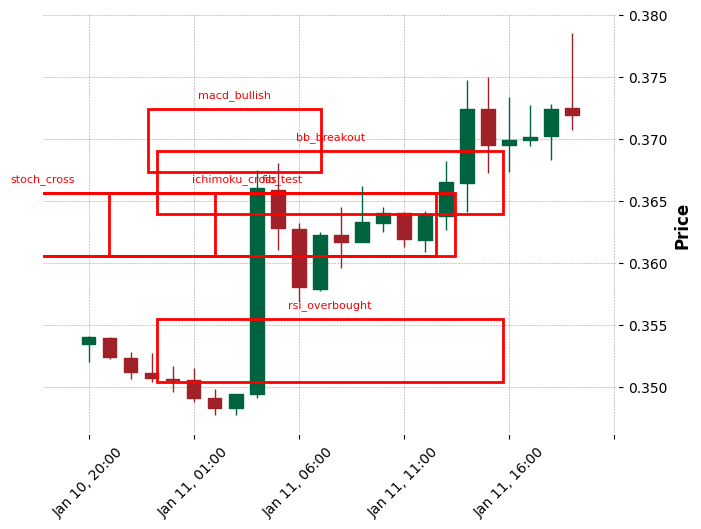 0.380
0.375
macd_bullish
0.370
bb_breakout
stoch_cross
ichimoku_cross
fib_test
0.365
Price
0.360
rsi_overbought
0.355
0.350
Jan 10, 20:00
Jan 11, 01:00
Jan 11, 06:00
Jan 11, 11:00
Jan 11, 16:00